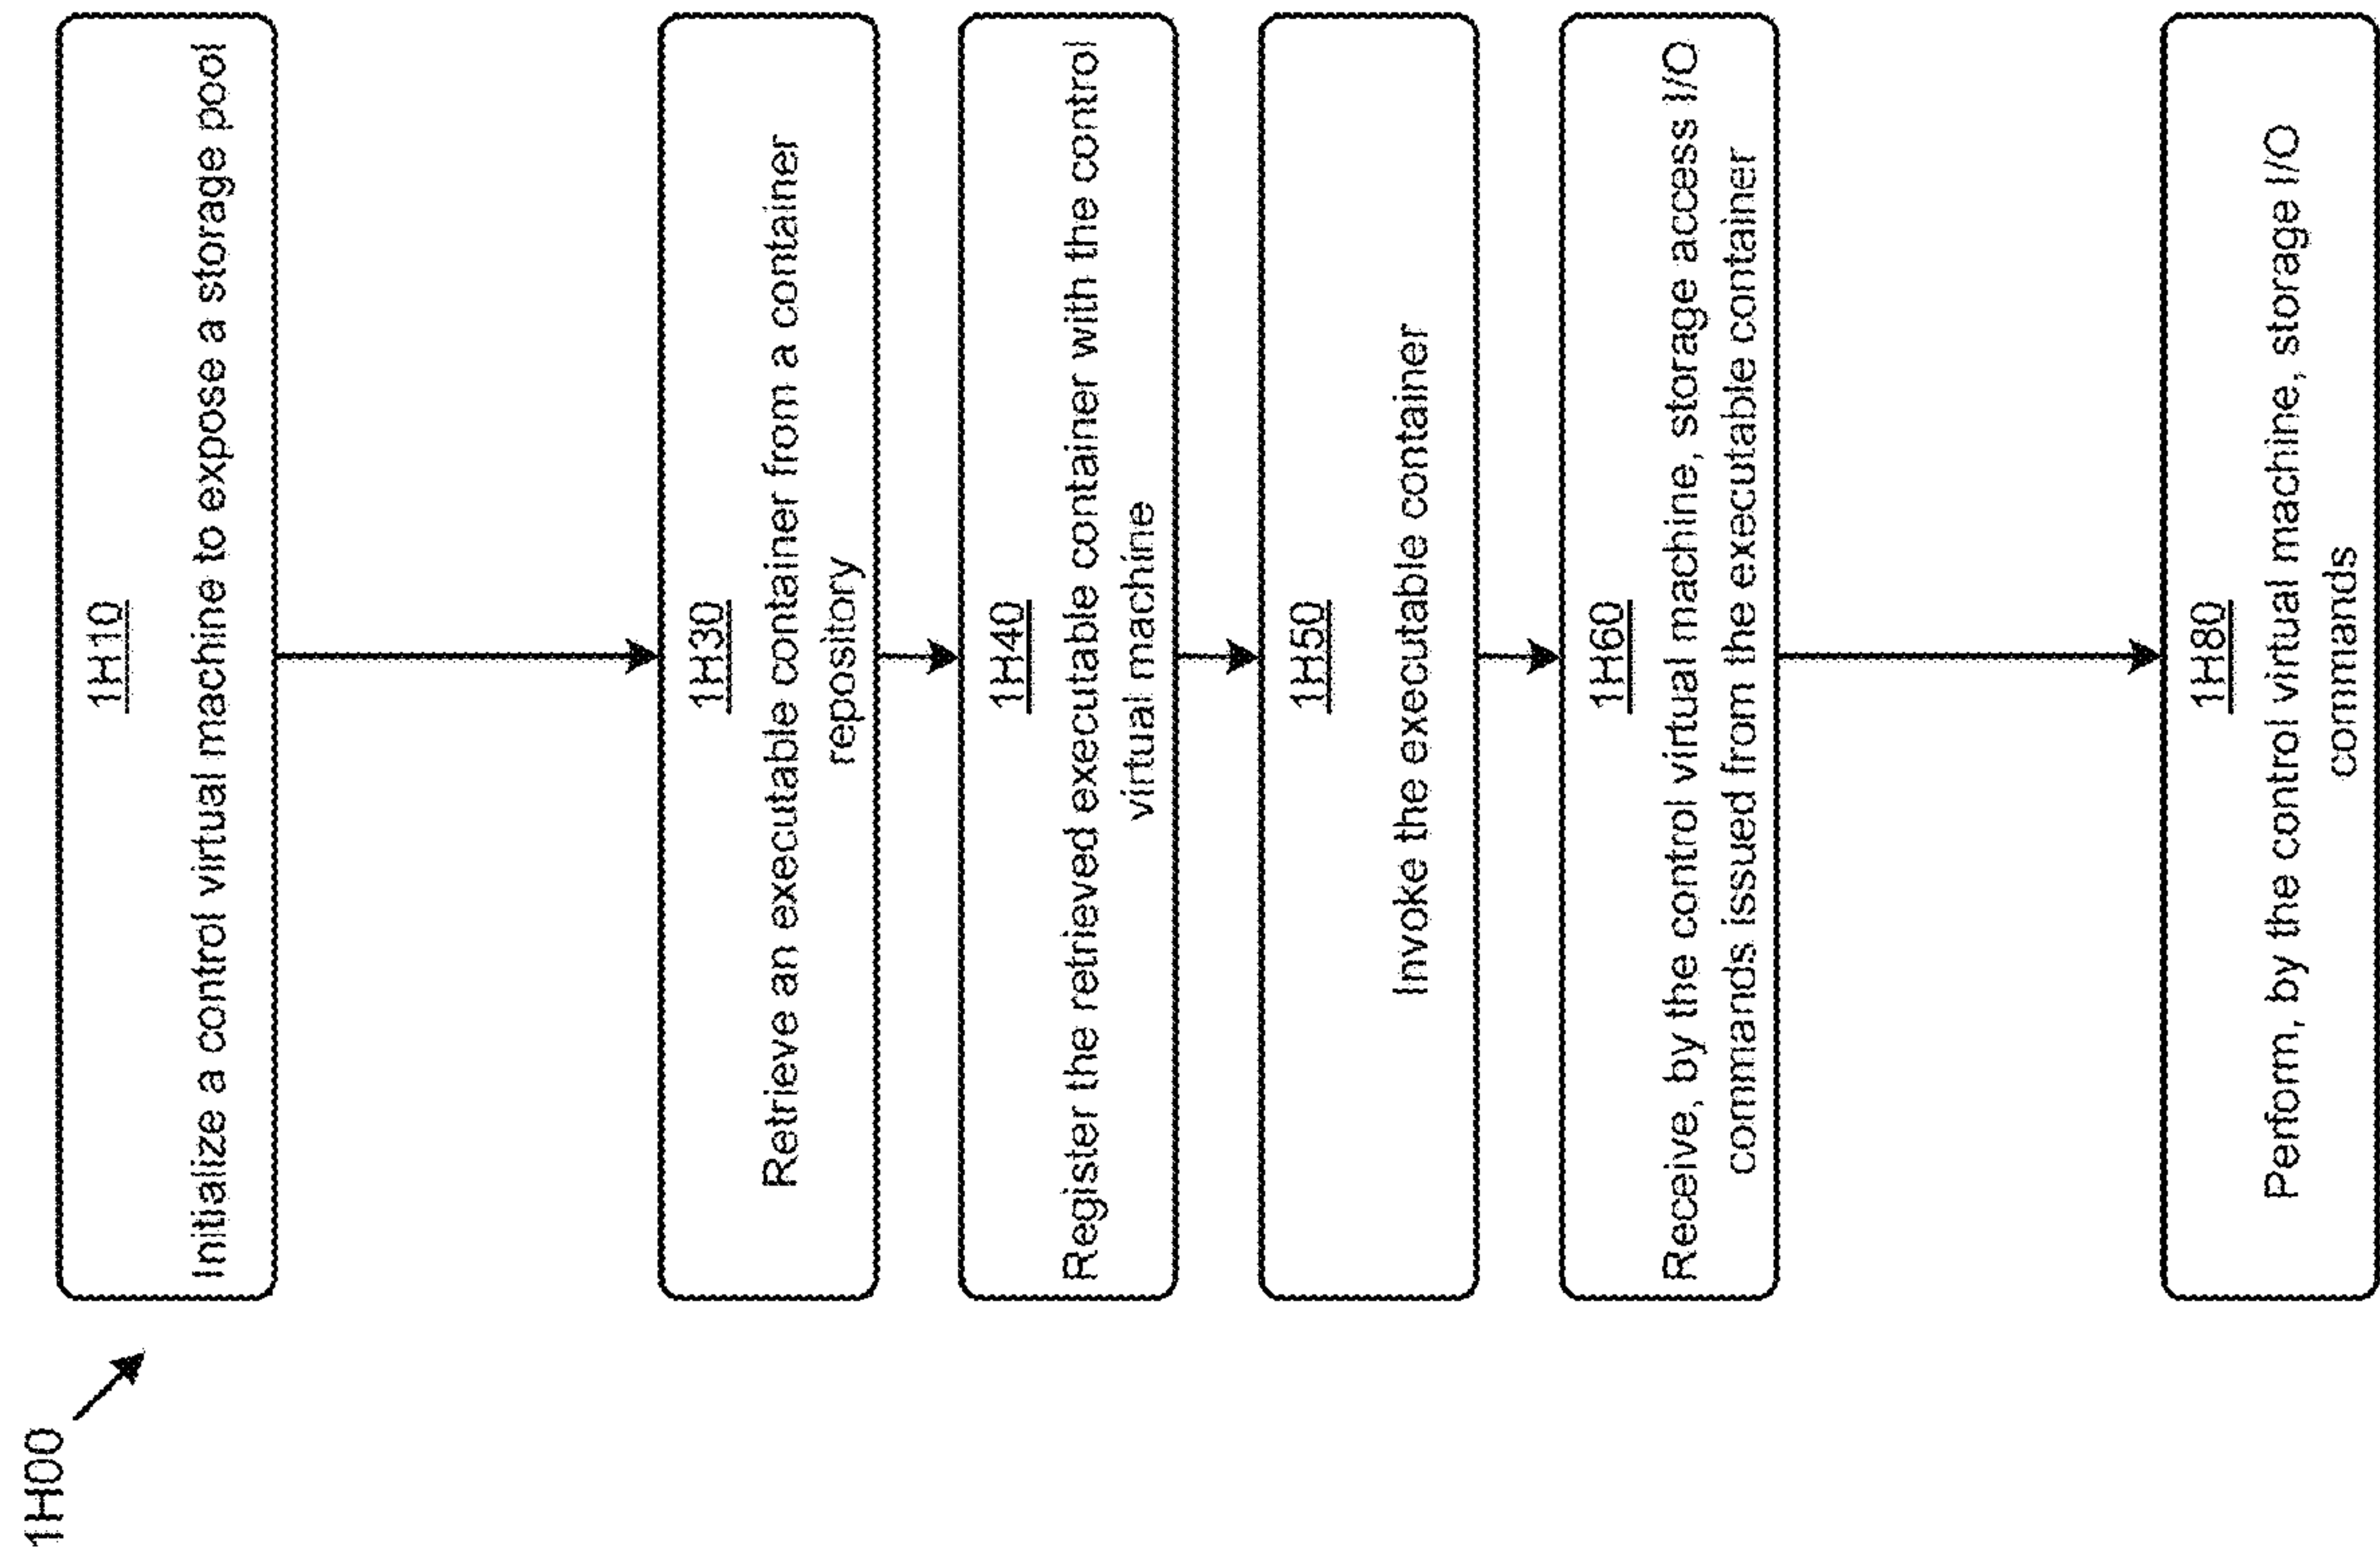 1H00
1H10
Initialize a control virtual machine to expose a storage pool
1H30
Retrieve an executable container from a container
repository
1H40
Register the retrieved executable container with the control
virtual machine
1H50
Invoke the executable container
1H60
Receive, by the control virtual machine, storage access I/O
commands issued from the executable container
1H80
Perfom, by the control virtual machine, storage I/O
commands